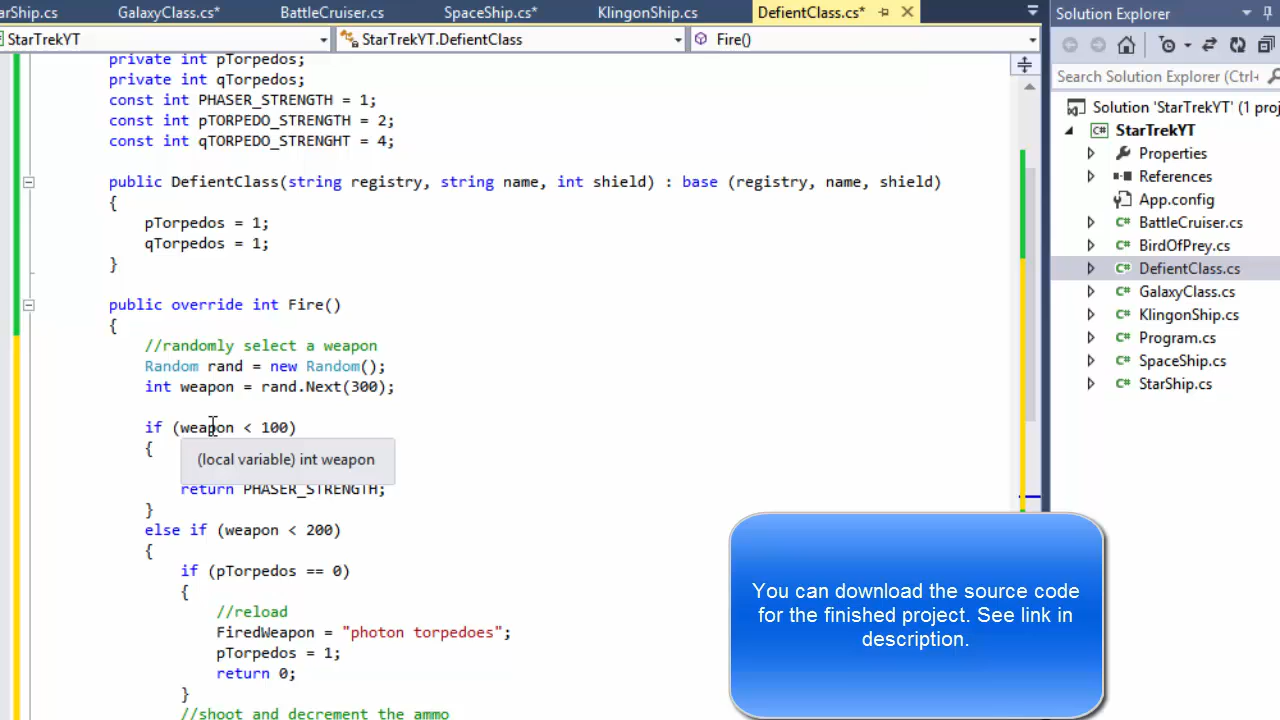 arShip.cs
GalaxyClass.cs*
BattleCruiser.cs
SpaceShip.cs*
KlingonShip.cs
DefientClass.cs*
Solution Explorer
StarTrekYT
StarTrekYT.DefientClass
Fire()
Search Solution Explorer (Ctrl+
private int pTorpedos;
private int qTorpedos;
const int PHASER_STRENGTH = 1;
const int pTORPEDO_STRENGTH = 2;
const int qTORPEDO_STRENGHT = 4;
public DefientClass(string registry, string name, int shield) : base (registry, name, shield)
{
pTorpedos = 1;
qTorpedos = 1;
}
public override int Fire()
{
//randomly select a weapon
Random rand = new Random();
int weapon = rand.Next(300);
if (weapon < 100)
{
(local variable) int weapon
return PHASER_STRENGTH;
}
else if (weapon < 200)
{
if (pTorpedos == 0)
{
//reload
FiredWeapon = "photon torpedoes";
pTorpedos = 1;
return 0;
}
//shoot and decrement the ammo
Solution 'StarTrekYT' (1 proj
C# StarTrekYT
Properties
References
App.config
C# BattleCruiser.cs
C# BirdOfPrey.cs
C# DefientClass.cs
C# GalaxyClass.cs
C# KlingonShip.cs
C# Program.cs
C# SpaceShip.cs
C# StarShip.cs
You can download the source code
for the finished project. See link in
description.